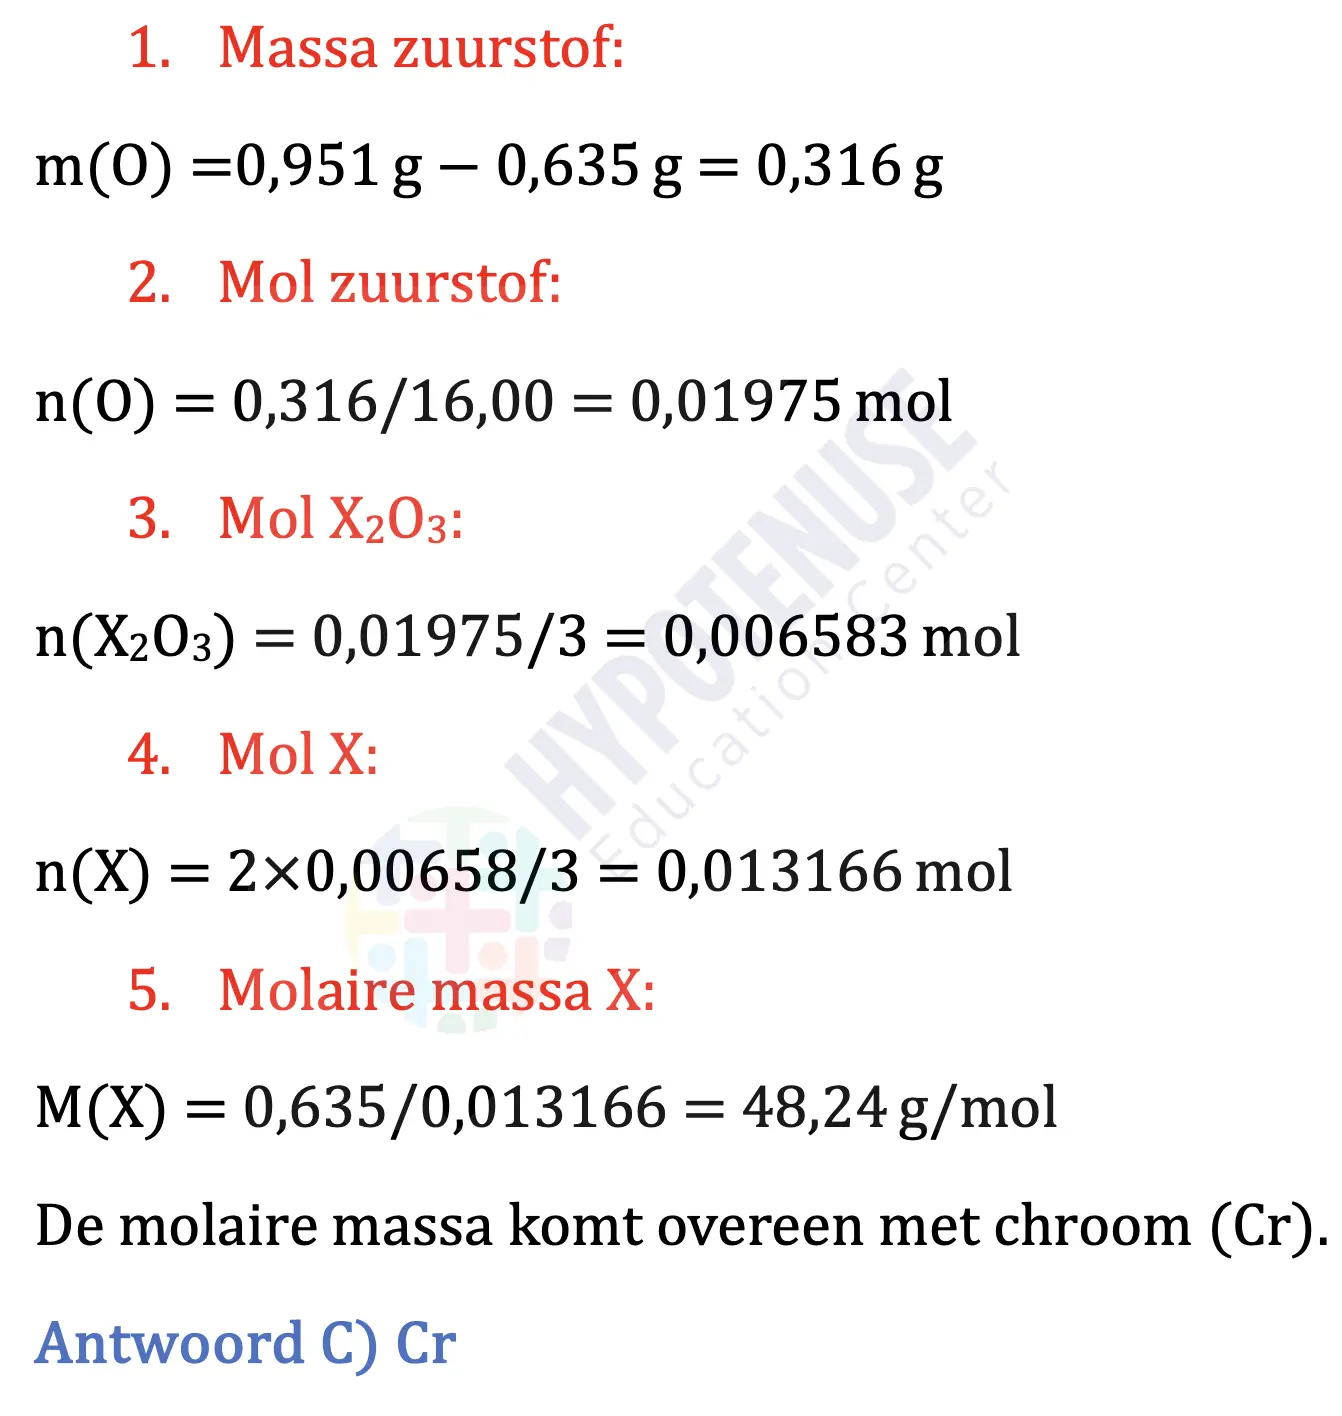 1. Massa zuurstof:
m(O) =0,951 g − 0,635 g = 0,316 g
2. Mol zuurstof:
n(O) = 0,316/16,00 = 0,01975 mol
3. Mol X₂O₃:
n(X₂O₃) = 0,01975/3 = 0,006583 mol
4. Mol X:
n(X) = 2×0,00658/3 = 0,013166 mol
5. Molaire massa X:
M(X) = 0,635/0,013166 = 48,24 g/mol
De molaire massa komt overeen met chroom (Cr).
Antwoord C) Cr
HYPOTENUSE
Education Center